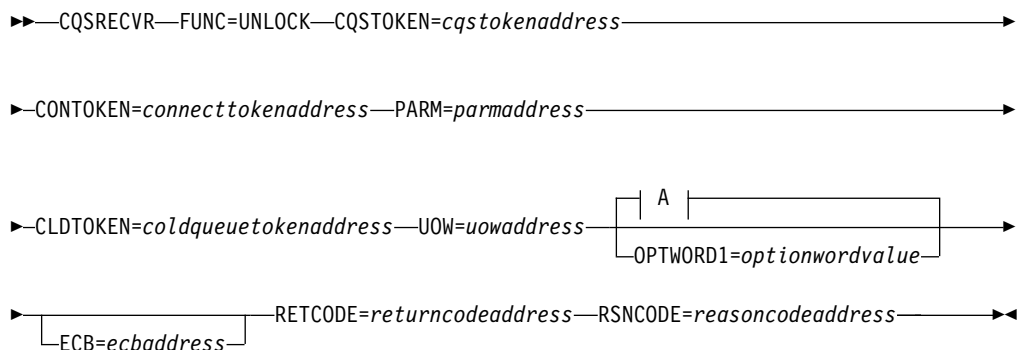 CQSRECVR FUNC=UNLOCK CQSTOKEN=cqstokenaddress
CONTOKEN=connecttokenaddress PARM=parmaddress
A
CLDTOKEN=coldqueuetokenaddress UOW=uowaddress
OPTWORD1=optionwordvalue
RETCODE=returncodeaddress RSNCODE=reasoncodeaddress
ECB=ecbaddress